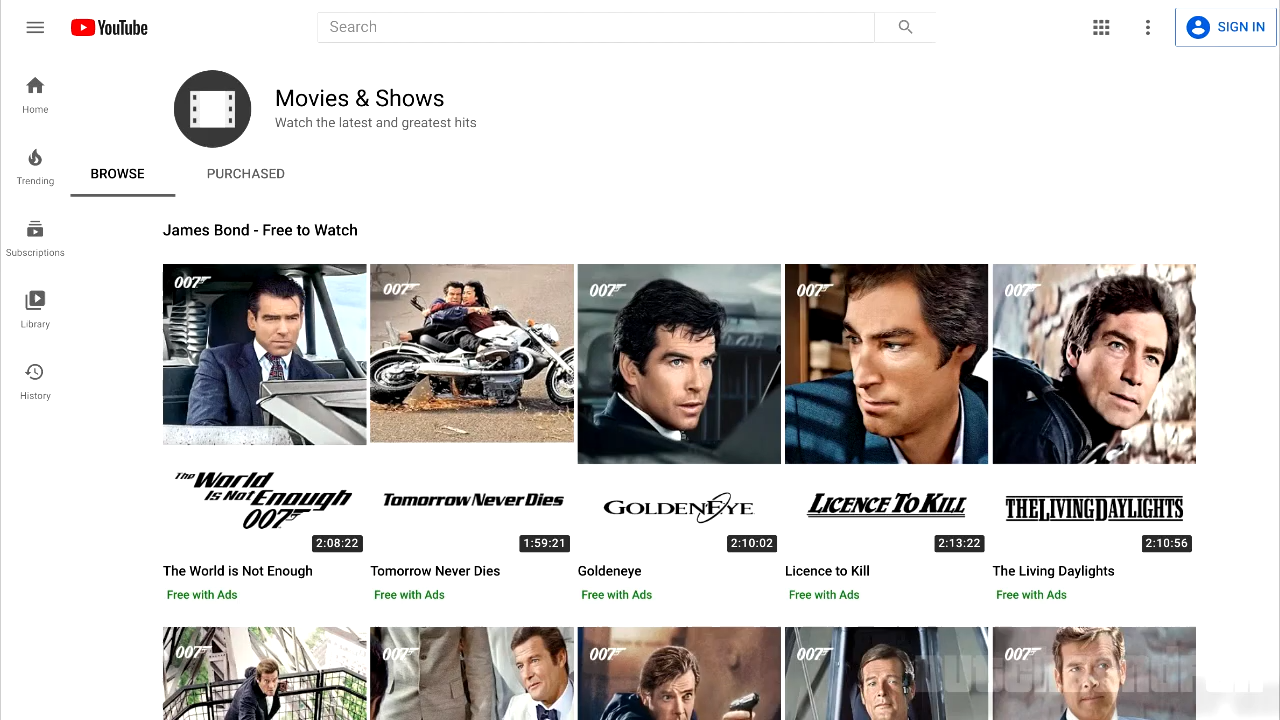 YouTube
Search
SIGN IN
Home
Trending
Subscriptions
Library
History
Movies & Shows
Watch the latest and greatest hits
BROWSE
PURCHASED
James Bond - Free to Watch
007 007 007 007 007
The World
Is Not Enough
007
Tomorrow Never Dies
GOLDENEYE
LICENCE TO KILL
THE LIVING DAYLIGHTS
2:08:22 1:59:21 2:10:02 2:13:22 2:10:56
The World is Not Enough
Tomorrow Never Dies
Goldeneye
Licence to Kill
The Living Daylights
Free with Ads Free with Ads Free with Ads Free with Ads Free with Ads
007 007 007 007 007